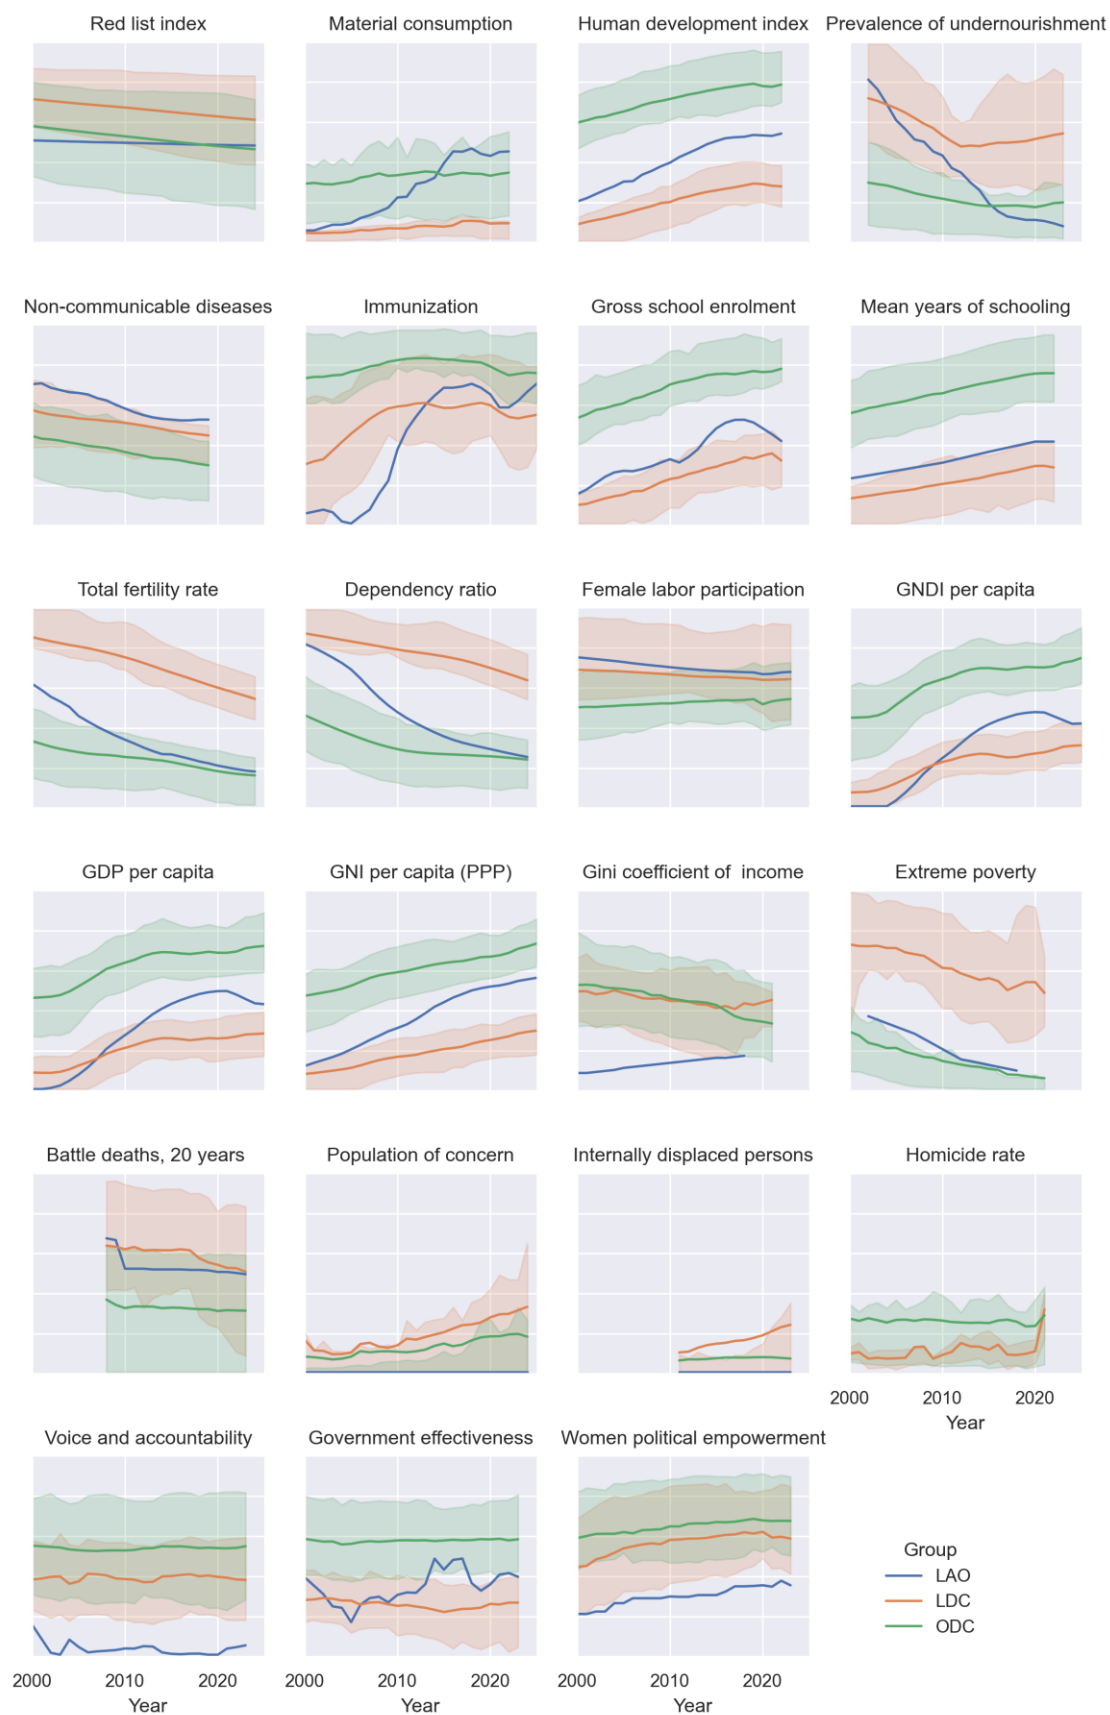 Red list index
Material consumption
Human development index
Prevalence of undernourishment
Non-communicable diseases
Immunization
Gross school enrolment
Mean years of schooling
Total fertility rate
Dependency ratio
Female labor participation
GNDI per capita
GDP per capita
GNI per capita (PPP)
Gini coefficient of  income
Extreme poverty
Battle deaths, 20 years
Population of concern
Internally displaced persons
Homicide rate
2000 2010 2020
Year
Voice and accountability
Government effectiveness
Women political empowerment
2000 2010 2020
Year
2000 2010 2020
Year
2000 2010 2020
Year
Group
LAO
LDC
ODC